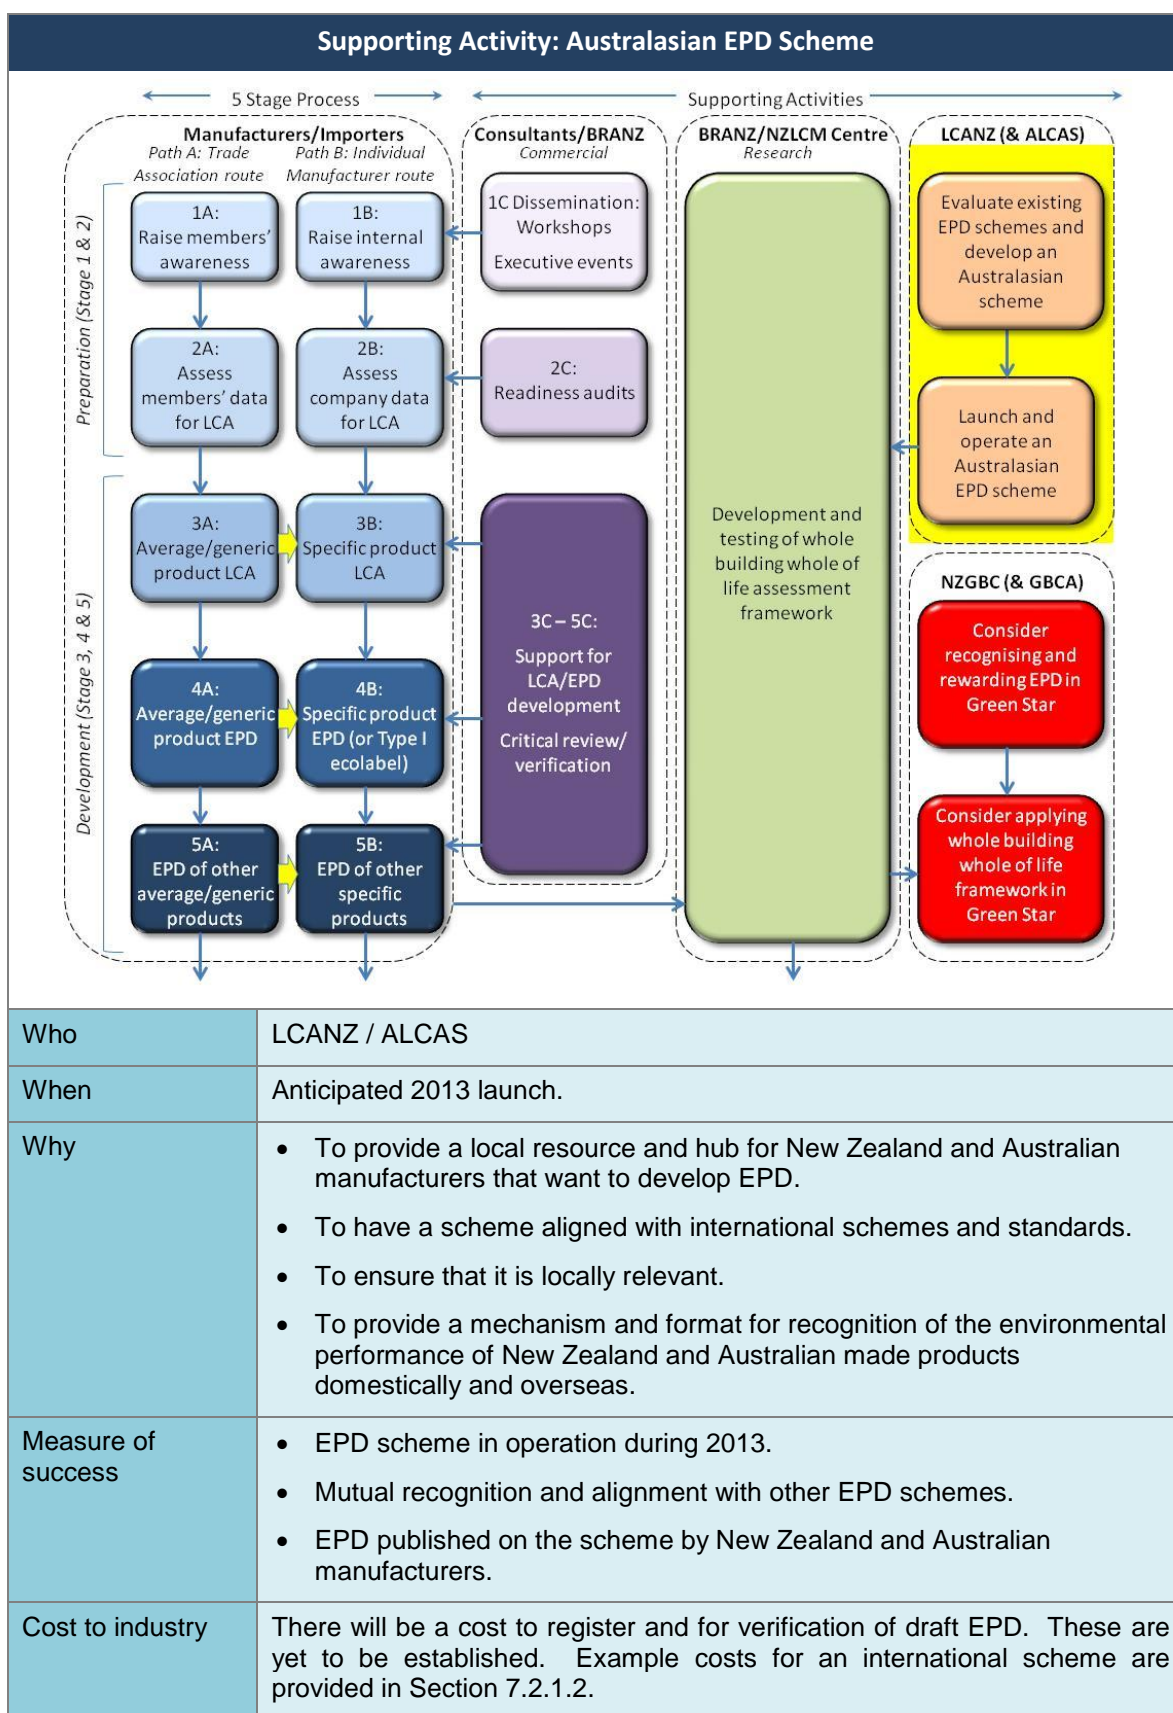 Supporting Activity: Australasian EPD Scheme
5 Stage Process
Supporting Activities
Manufacturers/Importers
Path A: Trade
Association route
Path B: Individual
Manufacturer route
Consultants/BRANZ
Commercial
BRANZ/NZLCM Centre
Research
LCANZ (& ALCAS)
Preparation (Stage 1 & 2)
1A:
Raise members'
awareness
1B:
Raise internal
awareness
1C Dissemination:
Workshops
Executive events
Evaluate existing
EPD schemes and
develop an
Australasian
scheme
2A:
Assess
members' data
for LCA
2B:
Assess
company data
for LCA
2C:
Readiness audits
Launch and
operate an
Australasian
EPD scheme
Development (Stage 3, 4 & 5)
3A:
Average/generic
product LCA
3B:
Specific product
LCA
3C – 5C:
Support for
LCA/EPD
development
Critical review/
verification
Development and
testing of whole
building whole of
life assessment
framework
NZGBC (& GBCA)
Consider
recognising and
rewarding EPD in
Green Star
4A:
Average/generic
product EPD
4B:
Specific product
EPD (or Type I
ecolabel)
5A:
EPD of other
average/generic
products
5B:
EPD of other
specific
products
Consider applying
whole building
whole of life
framework in
Green Star
Who
LCANZ / ALCAS
When
Anticipated 2013 launch.
Why
• To provide a local resource and hub for New Zealand and Australian
manufacturers that want to develop EPD.
• To have a scheme aligned with international schemes and standards.
• To ensure that it is locally relevant.
• To provide a mechanism and format for recognition of the environmental
performance of New Zealand and Australian made products
domestically and overseas.
Measure of
success
• EPD scheme in operation during 2013.
• Mutual recognition and alignment with other EPD schemes.
• EPD published on the scheme by New Zealand and Australian
manufacturers.
Cost to industry
There will be a cost to register and for verification of draft EPD. These are
yet to be established. Example costs for an international scheme are
provided in Section 7.2.1.2.